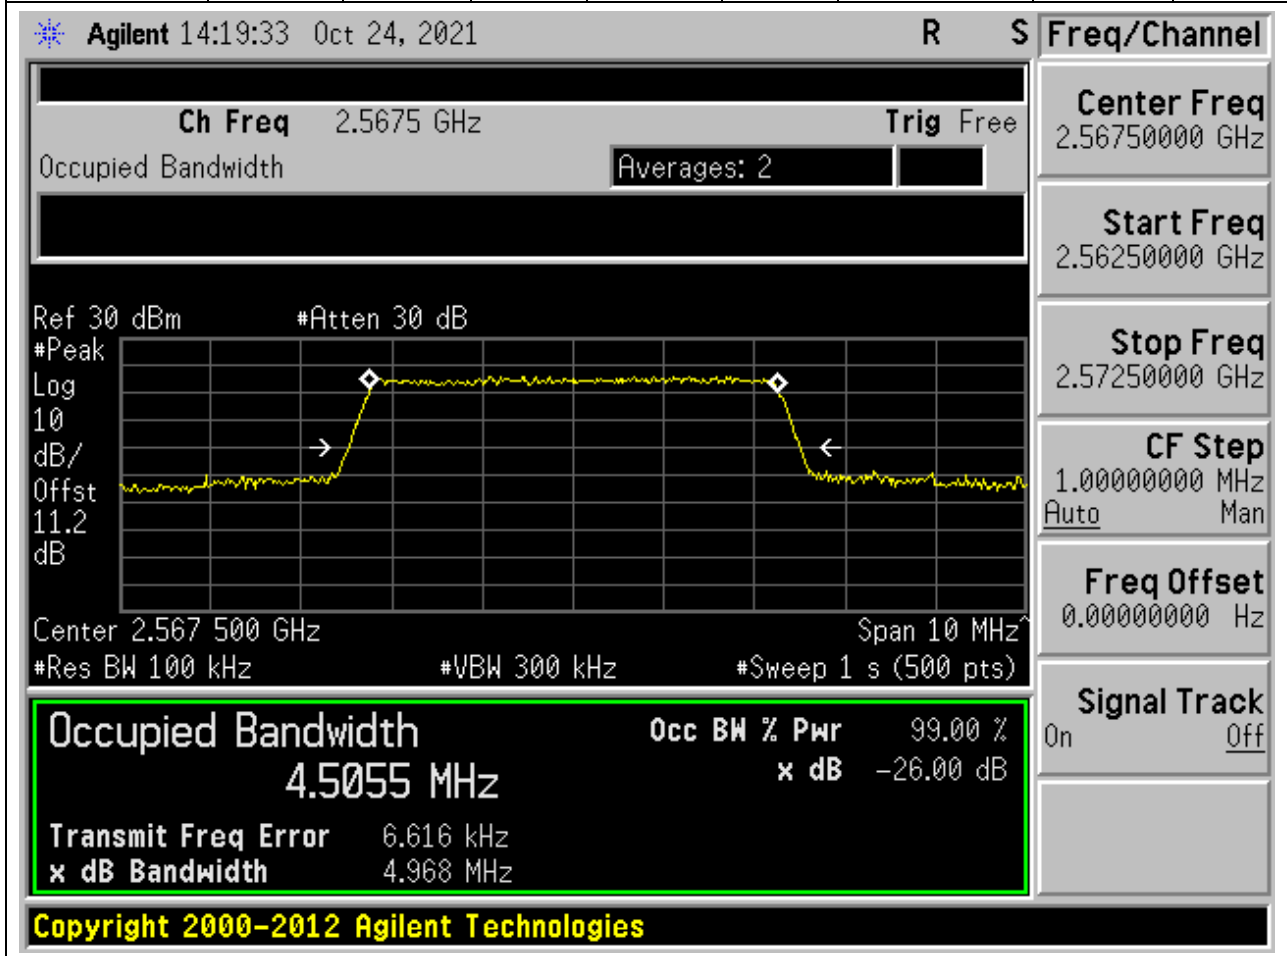 Agilent 14:19:33 Oct 24, 2021 R S Freq/Channel
Ch Freq 2.5675 GHz Trig Free
Occupied Bandwidth Averages: 2
Center Freq
2.56750000 GHz
Start Freq
2.56250000 GHz
Stop Freq
2.57250000 GHz
CF Step
1.00000000 MHz
Auto Man
Freq Offset
0.00000000 Hz
Signal Track
On Off
Ref 30 dBm #Atten 30 dB
#Peak
Log
10
dB/
Offst
11.2
dB
Center 2.567 500 GHz Span 10 MHz^
#Res BW 100 kHz #VBW 300 kHz #Sweep 1 s (500 pts)
Occupied Bandwidth Occ BW % Pwr 99.00 %
4.5055 MHz x dB -26.00 dB
Transmit Freq Error 6.616 kHz
x dB Bandwidth 4.968 MHz
Copyright 2000-2012 Agilent Technologies